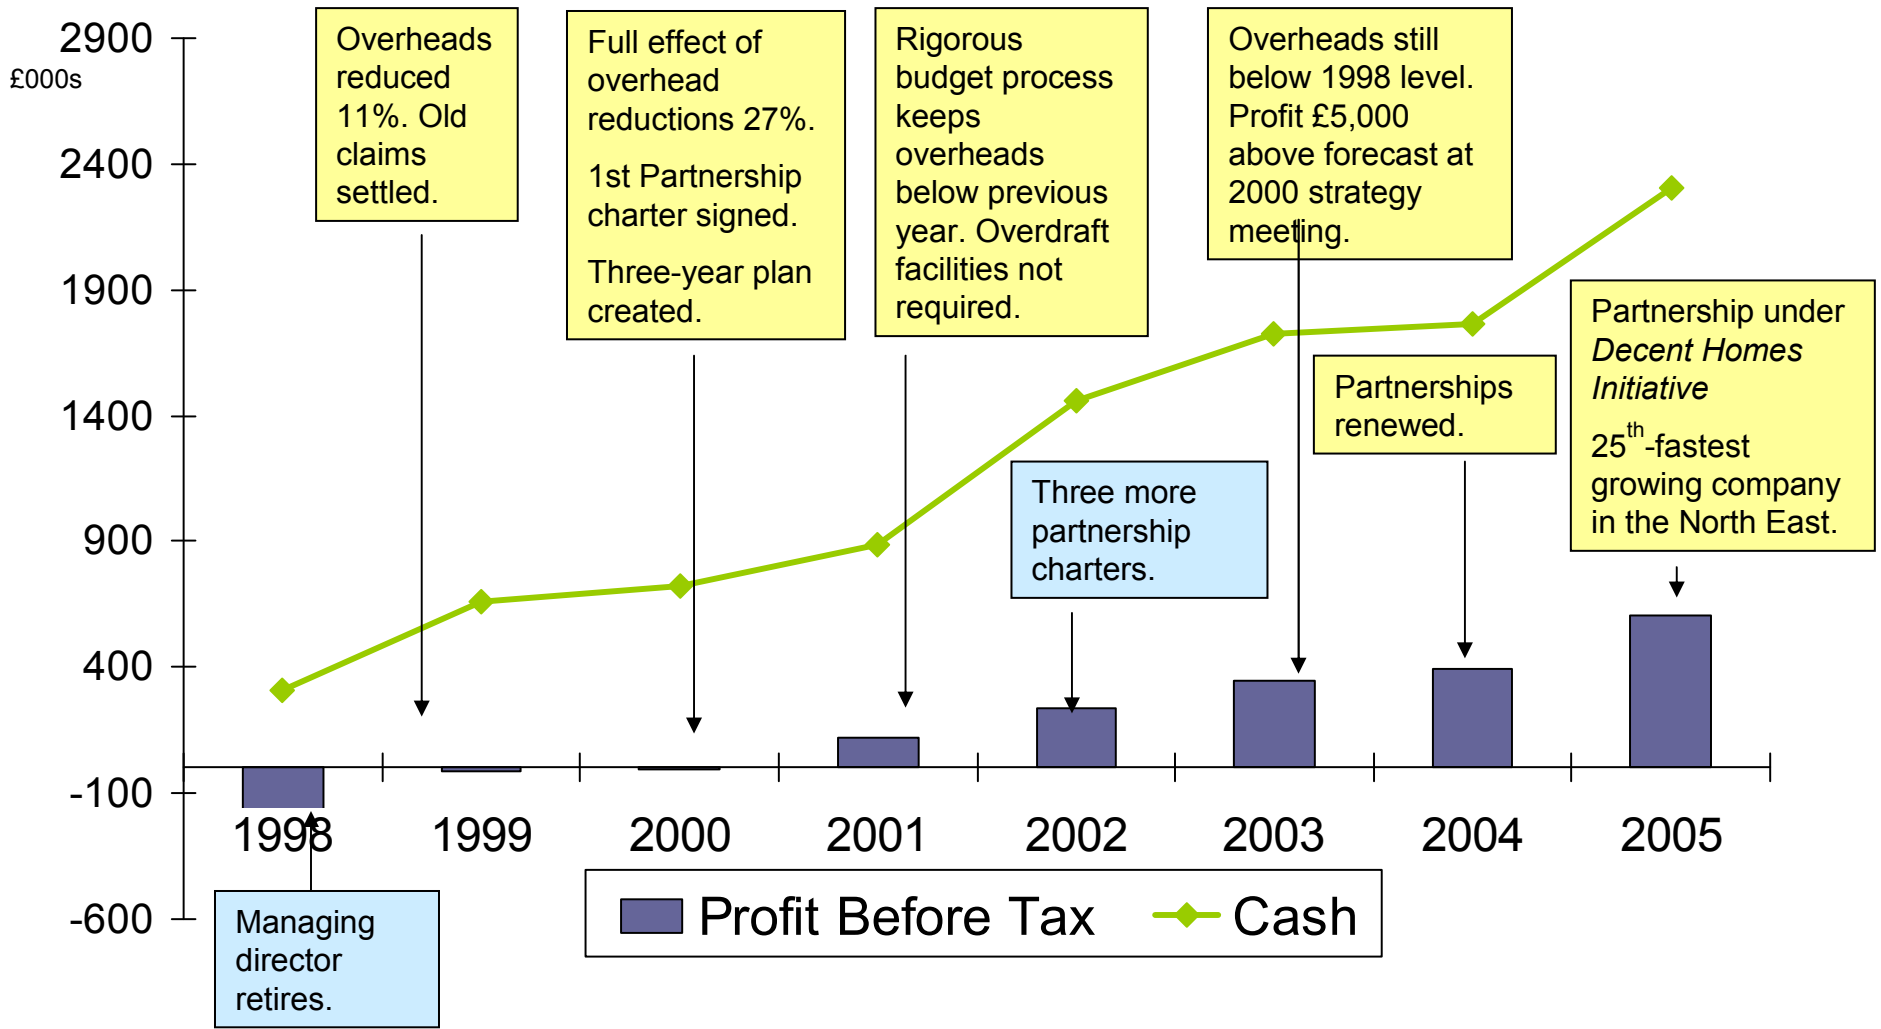 2900
£000s
2400
1900
1400
900
400
-100
-600
Overheads
reduced
11%. Old
claims
settled.
Full effect of
overhead
reductions 27%.
1st Partnership
charter signed.
Three-year plan
created.
Rigorous
budget process
keeps
overheads
below previous
year. Overdraft
facilities not
required.
Overheads still
below 1998 level.
Profit £5,000
above forecast at
2000 strategy
meeting.
Three more
partnership
charters.
Partnerships
renewed.
Partnership under
Decent Homes
Initiative
25th-fastest
growing company
in the North East.
1998 1999 2000 2001 2002 2003 2004 2005
Managing
director
retires.
Profit Before Tax Cash